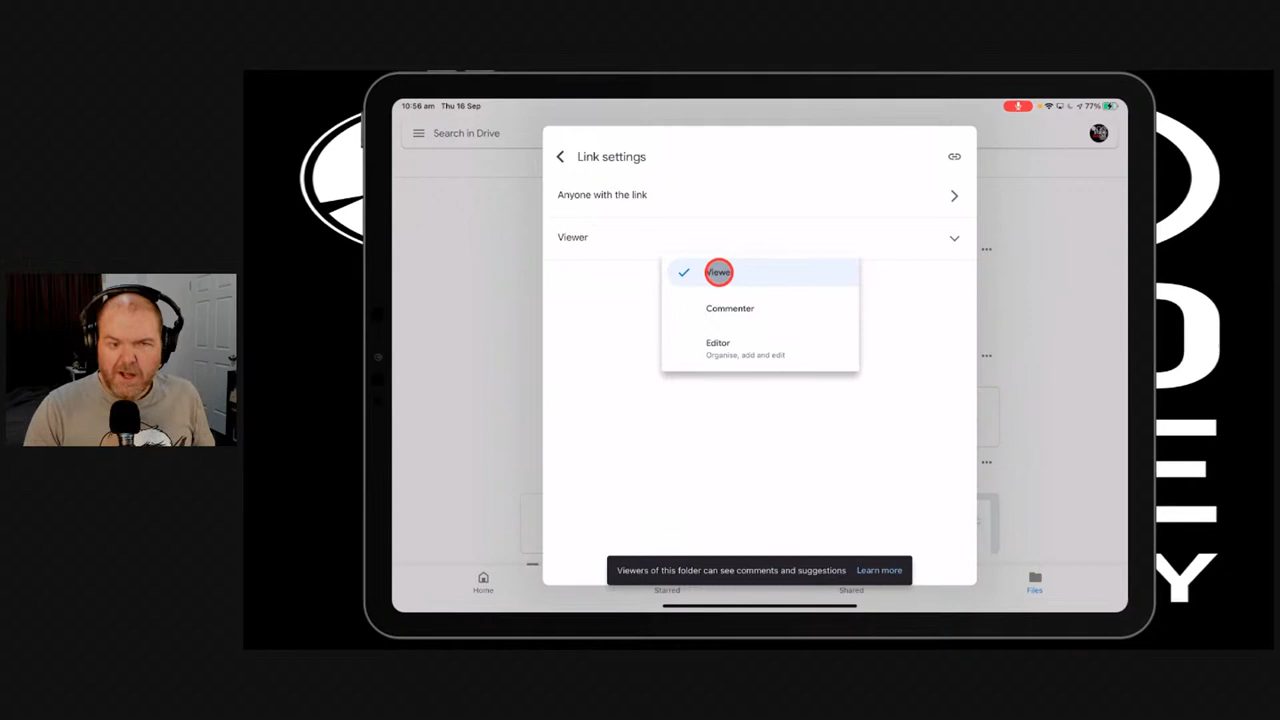 10:56 am Thu 16 Sep
77%
Search in Drive
Link settings
Anyone with the link
Viewer
Commenter
Editor
Organise, add and edit
Viewers of this folder can see comments and suggestions Learn more
Home
Starred
Shared
Files